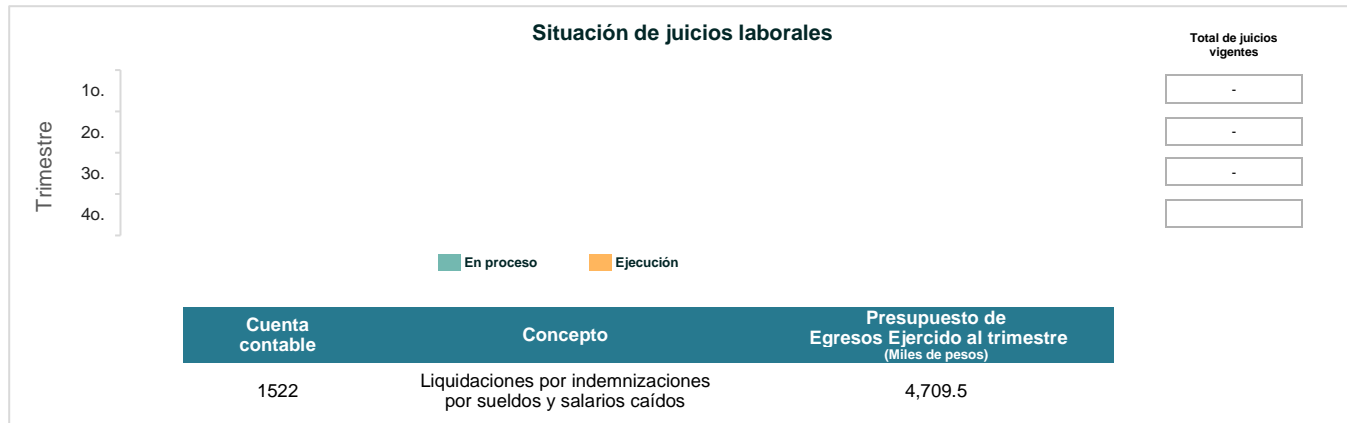 Situación de juicios laborales
Total de juicios
vigentes
Trimestre
1o.
-
2o.
-
3o.
-
4o.
En proceso
Ejecución
Cuenta
contable
Concepto
Presupuesto de
Egresos Ejercido al trimestre
(Miles de pesos)
1522
Liquidaciones por indemnizaciones
por sueldos y salarios caídos
4,709.5